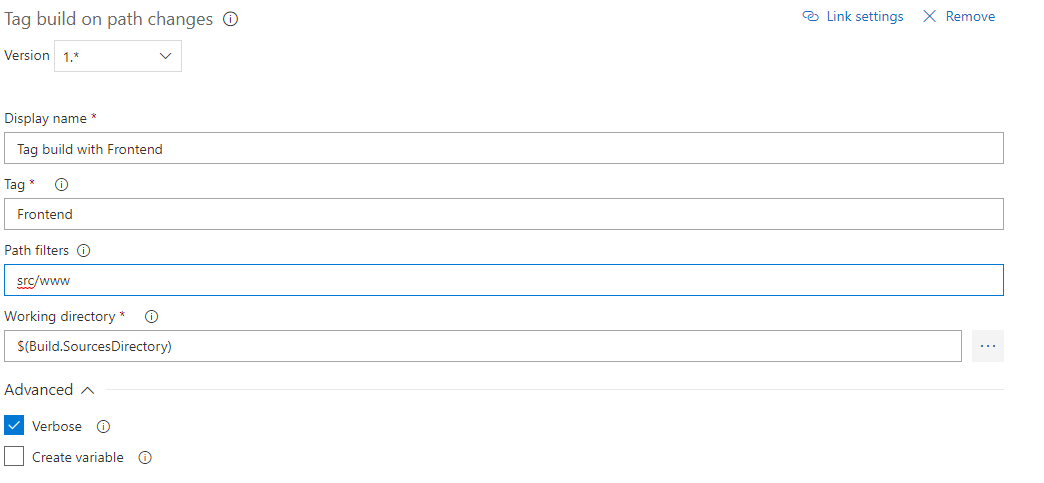 Tag build on path changes
Link settings
Remove
Version 1.*
Display name *
Tag build with Frontend
Tag *
Frontend
Path filters
src/www
Working directory *
$(Build.SourcesDirectory)
...
Advanced
Verbose
Create variable